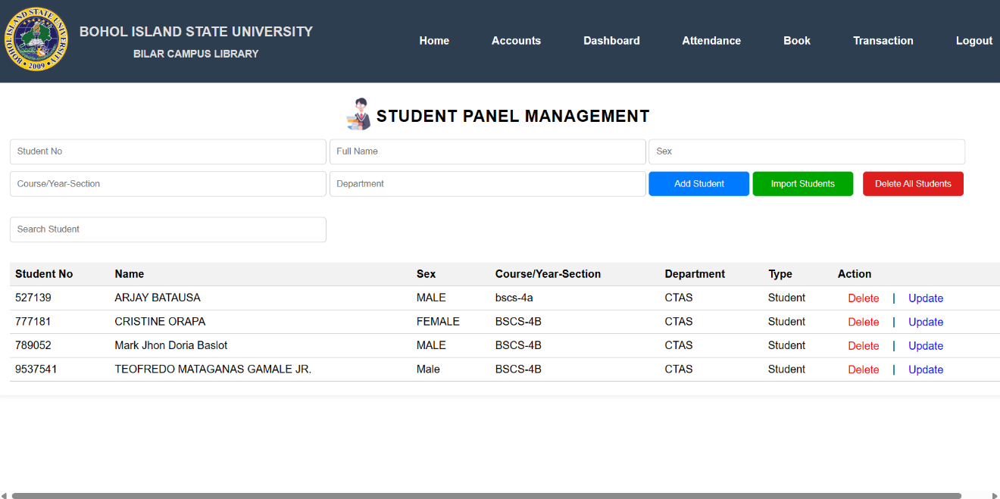 BOHOL ISLAND STATE UNIVERSITY
2009
BOHOL ISLAND STATE UNIVERSITY
BILAR CAMPUS LIBRARY
Home Accounts Dashboard Attendance Book Transaction Logout
STUDENT PANEL MANAGEMENT
Student No Full Name Sex
Course/Year-Section Department Add Student Import Students Delete All Students
Search Student
Student No Name Sex Course/Year-Section Department Type Action
527139 ARJAY BATAUSA MALE bscs-4a CTAS Student Delete | Update
777181 CRISTINE ORAPA FEMALE BSCS-4B CTAS Student Delete | Update
789052 Mark Jhon Doria Baslot MALE BSCS-4B CTAS Student Delete | Update
9537541 TEOFREDO MATAGANAS GAMALE JR. Male BSCS-4B CTAS Student Delete | Update